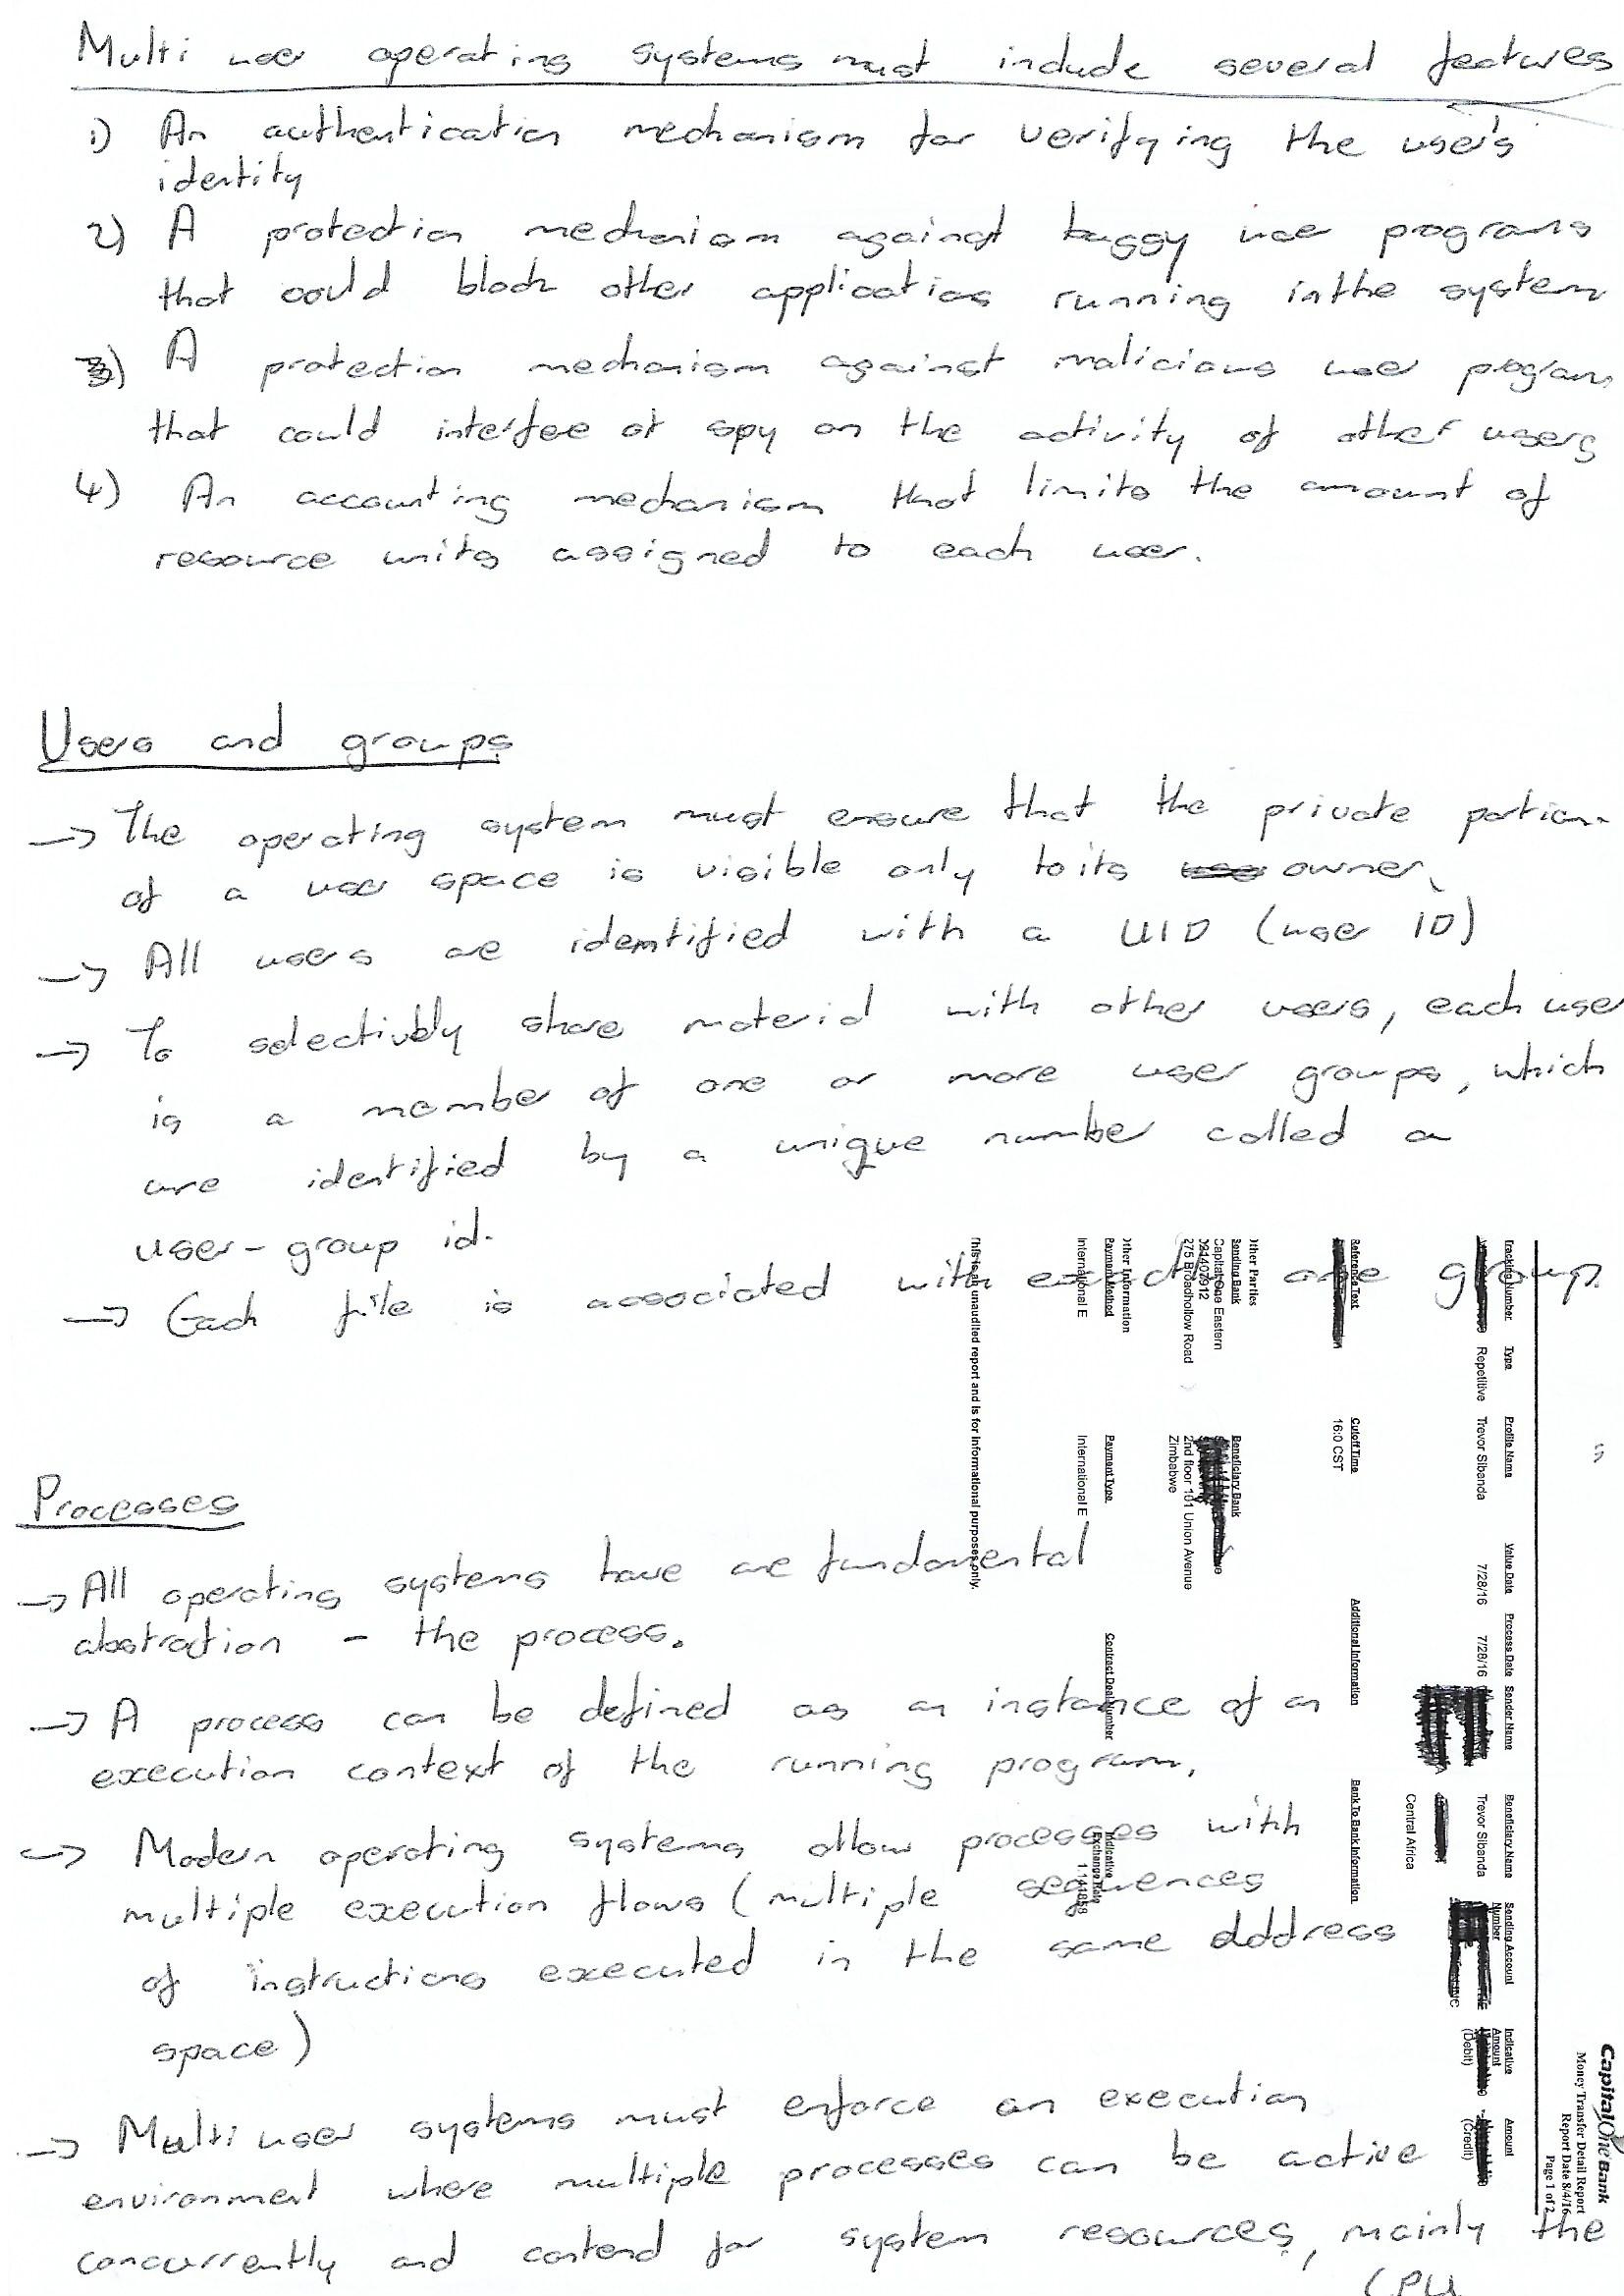 Multi user operating systems must include several features
1) An authentication mechanism for verifying the user's
identity
2) A protection mechanism against buggy user programs
that could block other applications running in the system
3) A protection mechanism against malicious user programs
that could interfee or spy on the activity of other users
4) An accounting mechanism that limits the amount of
resource units assigned to each user.
Users and groups
→ The operating system must ensure that the private portion
of a user space is visible only to its owner.
→ All users are identified with a UID (user ID)
→ To selectively share material with other users, each user
is a member of one or more user groups, which
are identified by a unique number called a
user-group id.
→ Each file is associated with exactly one group.
Processes
→ All operating systems have one fundamental
abstraction - the process.
→ A process can be defined as an instance of an
execution context of the running program.
→ Modern operating systems allow processes with
multiple execution flows (multiple sequences
of instructions executed in the same address
space)
→ Multi user systems must enforce an execution
environment where multiple processes can be active
concurrently and contend for system resources, mainly the
CPU
CapitalOne Bank
Money Transfer Detail Report
Report Date 8/4/16
Page 1 of 2
Tracking Number Type Profile Name Value Date Process Date Sender Name Beneficiary Name Sending Account Number Indicative Amount (Debit) Amount (Credit)
Repetitive Trevor Sibanda 7/28/16 7/28/16 Trevor Sibanda
Central Africa
Reference Text Cutoff Time Additional Information Bank To Bank Information
16:0 CST
Other Parties
Sending Bank Beneficiary Bank
Capital One Eastern
275 Broadhollow Road 2nd floor 101 Union Avenue
Zimbabwe
Other Information
Payment Method Payment Type Contract Deal Number Indicative Exchange Rate
International E International E
This is an unaudited report and is for informational purposes only.